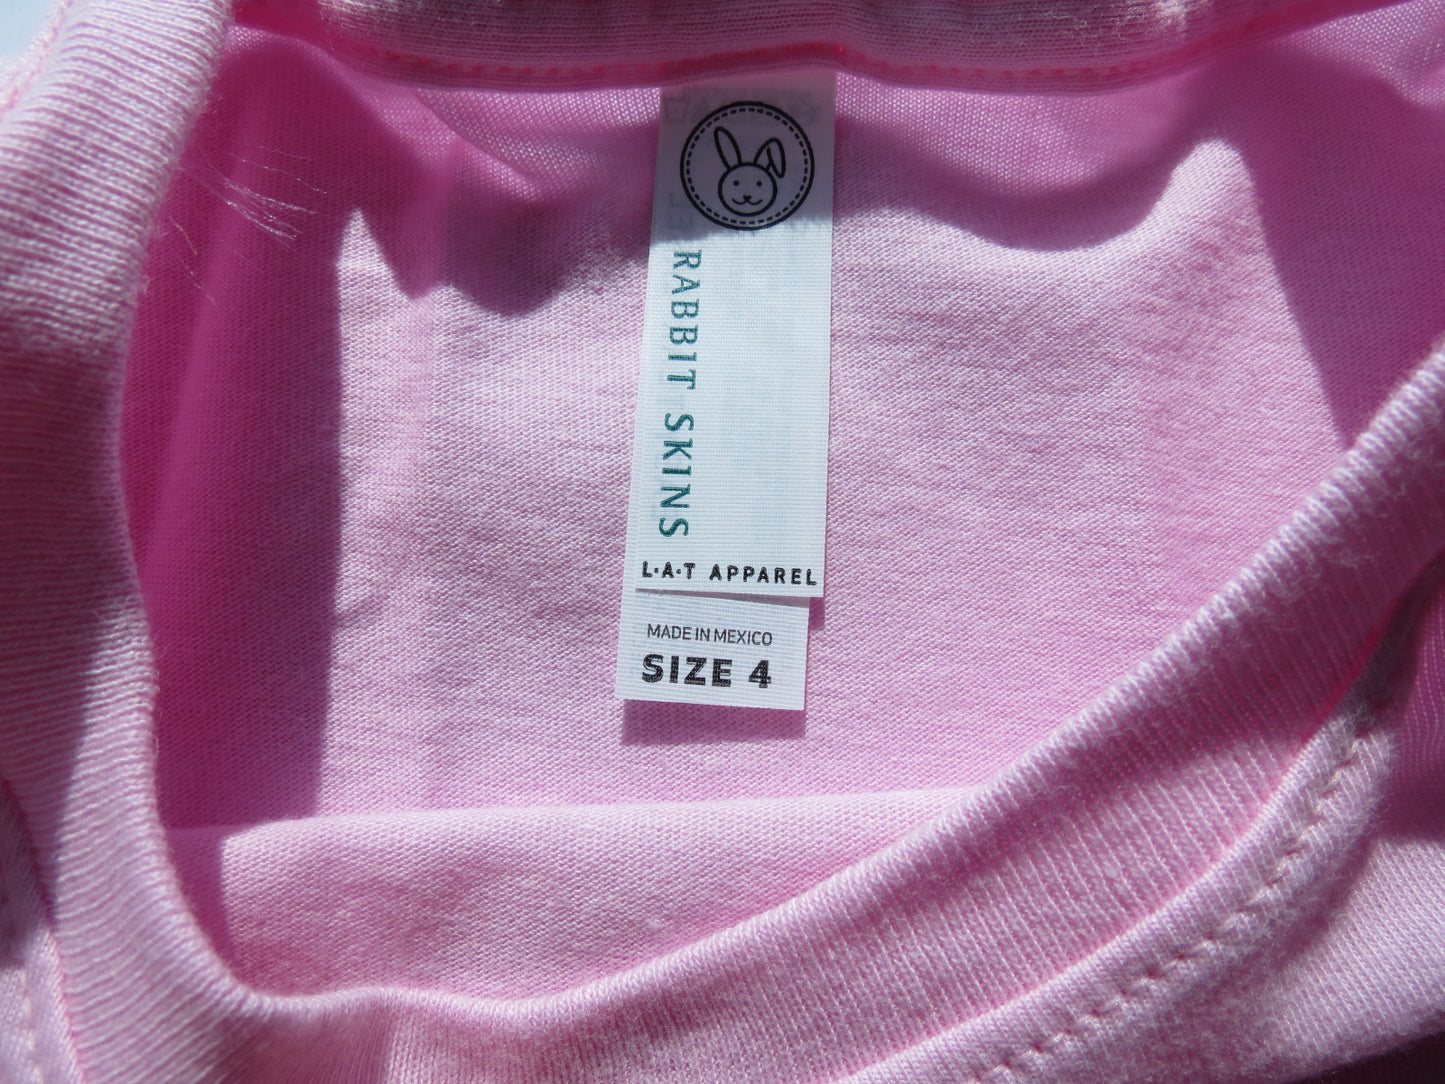 RABBIT SKINS
L·A·T APPAREL
MADE IN MEXICO
SIZE 4